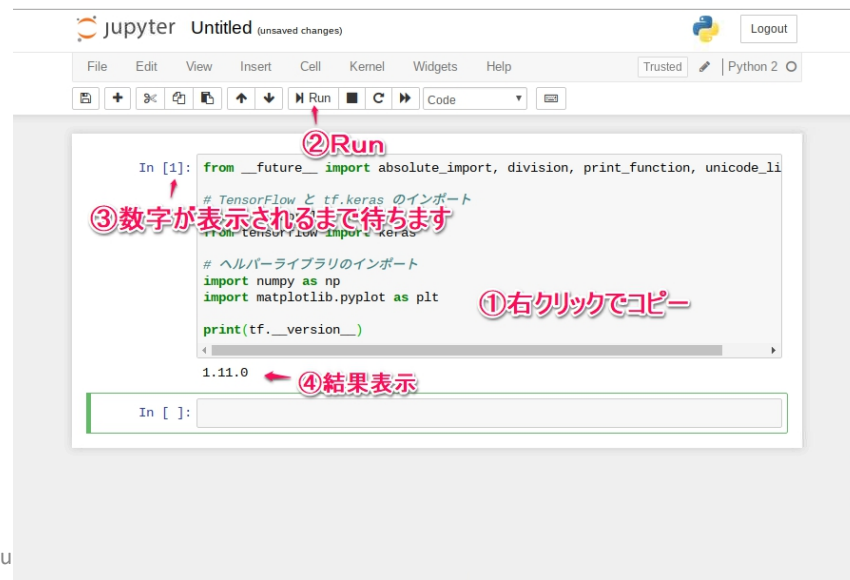 jupyter Untitled (unsaved changes) Logout
File Edit View Insert Cell Kernel Widgets Help Trusted Python 2
Run Code
②Run
In [1]: from __future__ import absolute_import, division, print_function, unicode_li
# TensorFlow と tf.keras のインポート
③数字が表示されるまで待ちます
from tensorflow import keras
# ヘルパーライブラリのインポート
import numpy as np
import matplotlib.pyplot as plt
①右クリックでコピー
print(tf.__version__)
1.11.0
④結果表示
In [ ]:
u